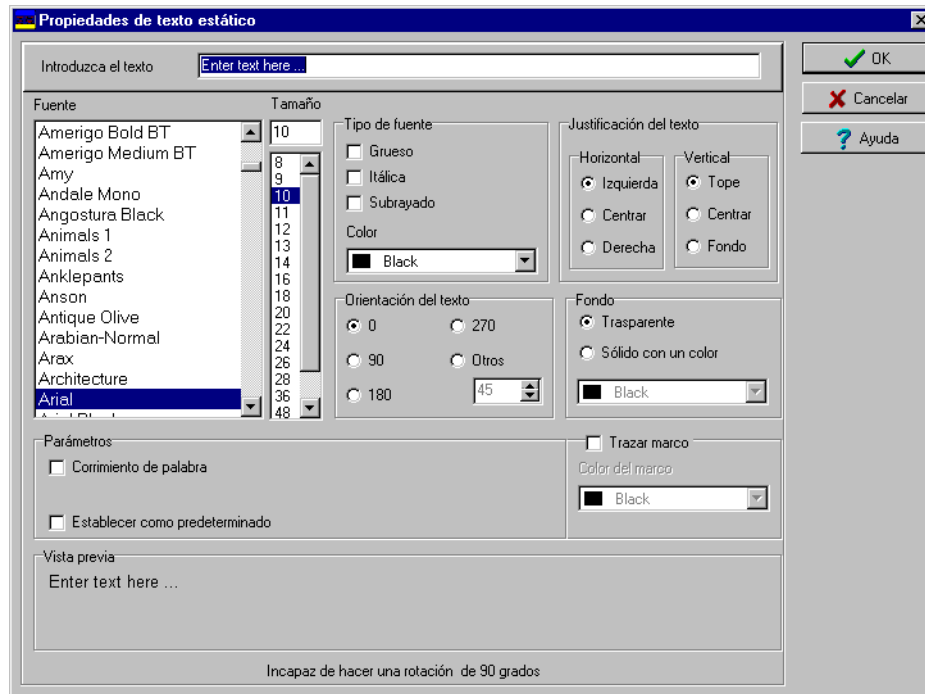 Propiedades de texto estático
Introduzca el texto
Enter text here ...
OK
Cancelar
Ayuda
Fuente
Amerigo Bold BT
Amerigo Medium BT
Amy
Andale Mono
Angostura Black
Animals 1
Animals 2
Anklepants
Anson
Antique Olive
Arabian-Normal
Arax
Architecture
Arial
Tamaño
10
8
9
10
11
12
13
14
16
18
20
22
24
26
28
36
48
Tipo de fuente
Grueso
Itálica
Subrayado
Color
Black
Justificación del texto
Horizontal
Izquierda
Centrar
Derecha
Vertical
Tope
Centrar
Fondo
Orientación del texto
0
270
90
Otros
180
45
Fondo
Trasparente
Sólido con un color
Black
Parámetros
Corrimiento de palabra
Establecer como predeterminado
Trazar marco
Color del marco
Black
Vista previa
Enter text here ...
Incapaz de hacer una rotación de 90 grados